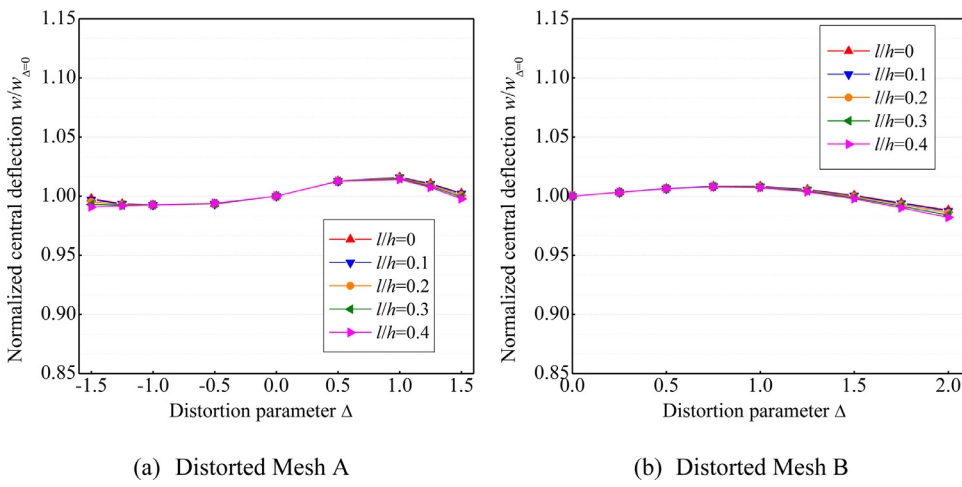 Normalized central deflection w/w_Δ=0
1.15
1.10
1.05
1.00
0.95
0.90
0.85
l/h=0
l/h=0.1
l/h=0.2
l/h=0.3
l/h=0.4
-1.5 -1.0 -0.5 0.0 0.5 1.0 1.5
Distortion parameter Δ
(a) Distorted Mesh A
Normalized central deflection w/w_Δ=0
1.15
1.10
1.05
1.00
0.95
0.90
0.85
l/h=0
l/h=0.1
l/h=0.2
l/h=0.3
l/h=0.4
0.0 0.5 1.0 1.5 2.0
Distortion parameter Δ
(b) Distorted Mesh B